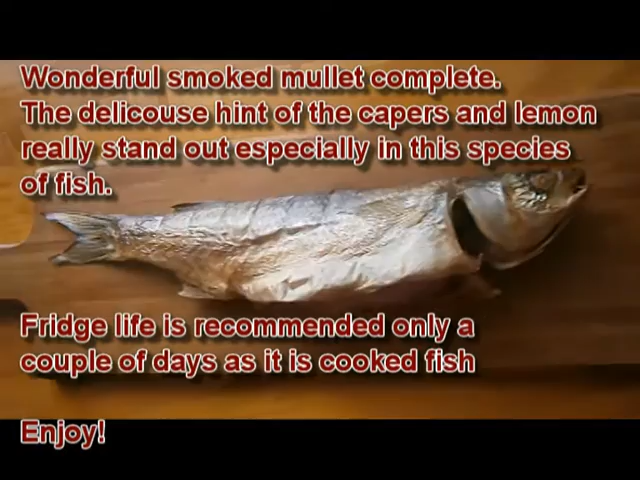 Wonderful smoked mullet complete.
The delicouse hint of the capers and lemon
really stand out especially in this species
of fish.
Fridge life is recommended only a
couple of days as it is cooked fish
Enjoy!